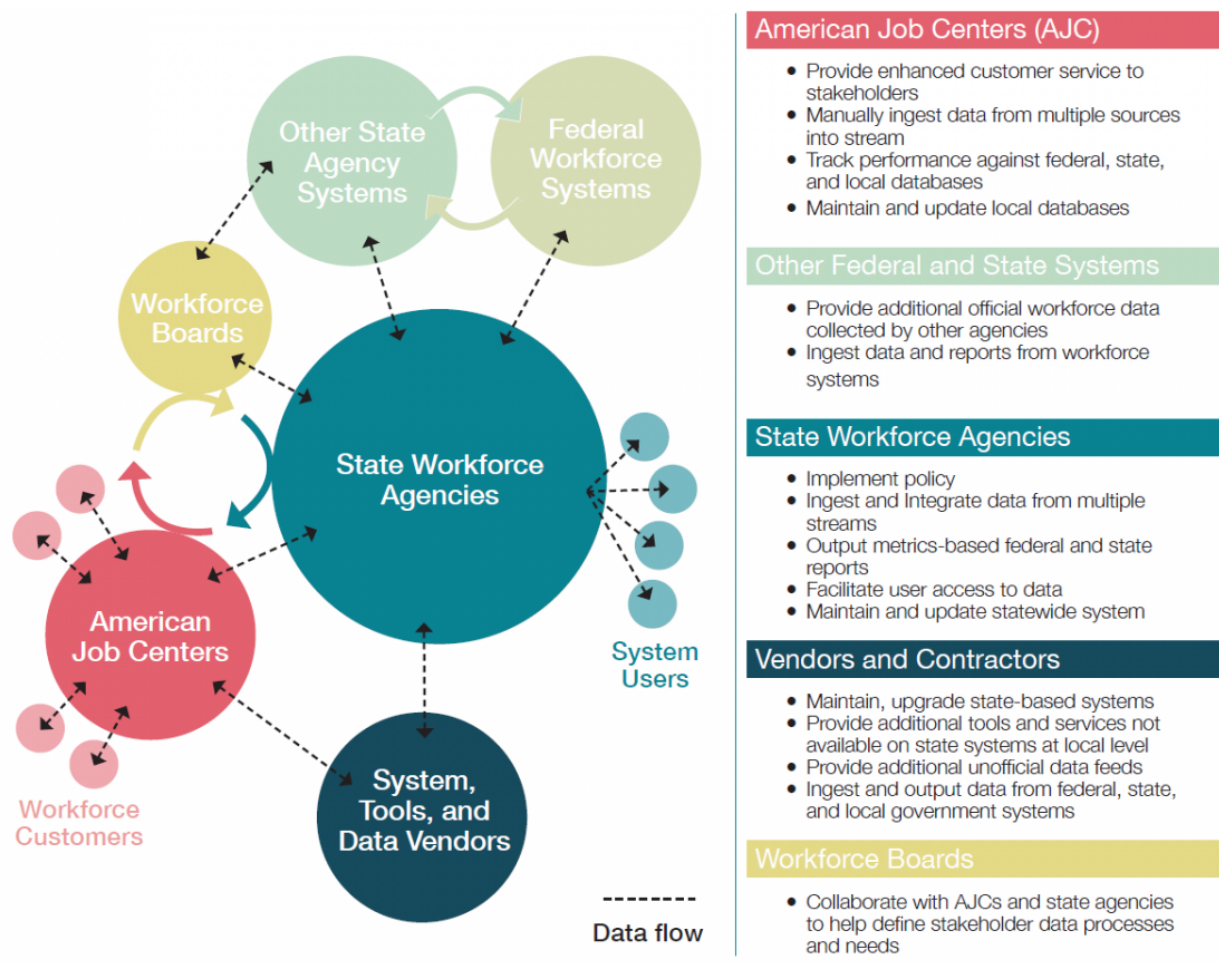 Other State
Agency
Systems
Federal
Workforce
Systems
Workforce
Boards
State Workforce
Agencies
American
Job Centers
System
Users
System,
Tools, and
Data Vendors
Workforce
Customers
Data flow
American Job Centers (AJC)
• Provide enhanced customer service to
stakeholders
• Manually ingest data from multiple sources
into stream
• Track performance against federal, state,
and local databases
• Maintain and update local databases
Other Federal and State Systems
• Provide additional official workforce data
collected by other agencies
• Ingest data and reports from workforce
systems
State Workforce Agencies
• Implement policy
• Ingest and Integrate data from multiple
streams
• Output metrics-based federal and state
reports
• Facilitate user access to data
• Maintain and update statewide system
Vendors and Contractors
• Maintain, upgrade state-based systems
• Provide additional tools and services not
available on state systems at local level
• Provide additional unofficial data feeds
• Ingest and output data from federal, state,
and local government systems
Workforce Boards
• Collaborate with AJCs and state agencies
to help define stakeholder data processes
and needs